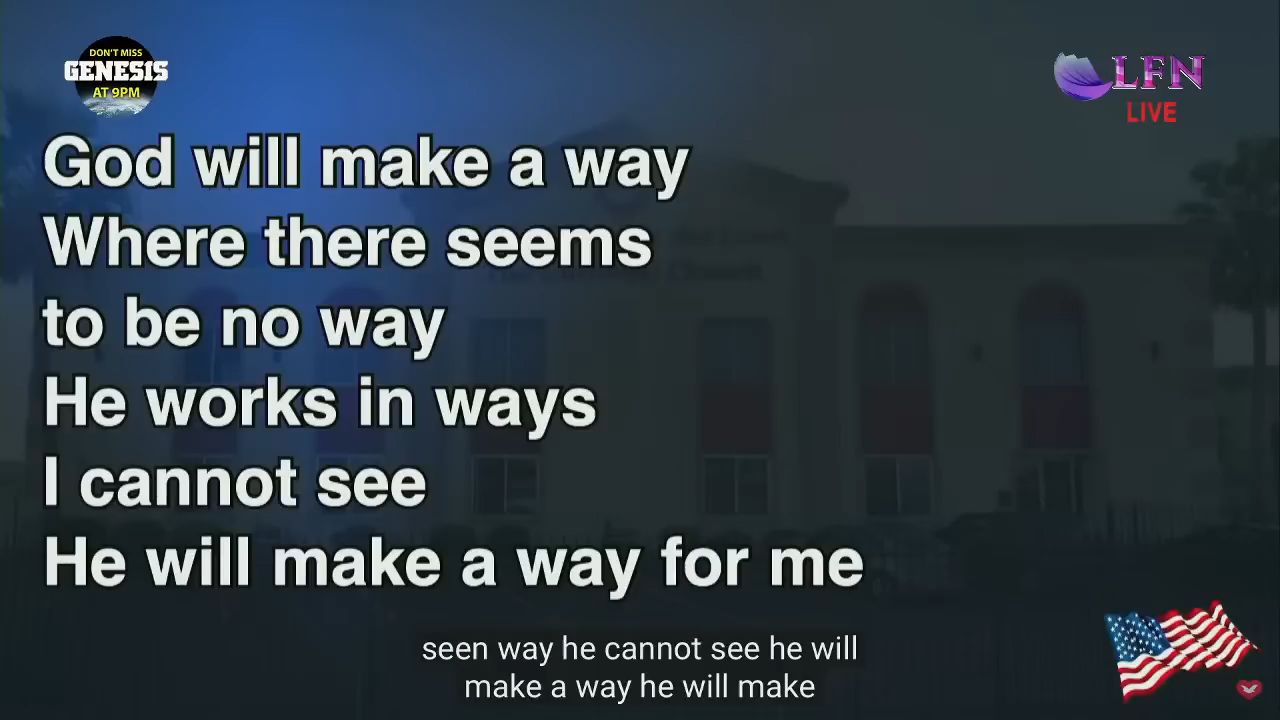 DON'T MISS
GENESIS
AT 9PM
LFN
LIVE
God will make a way
Where there seems
to be no way
He works in ways
I cannot see
He will make a way for me
seen way he cannot see he will
make a way he will make